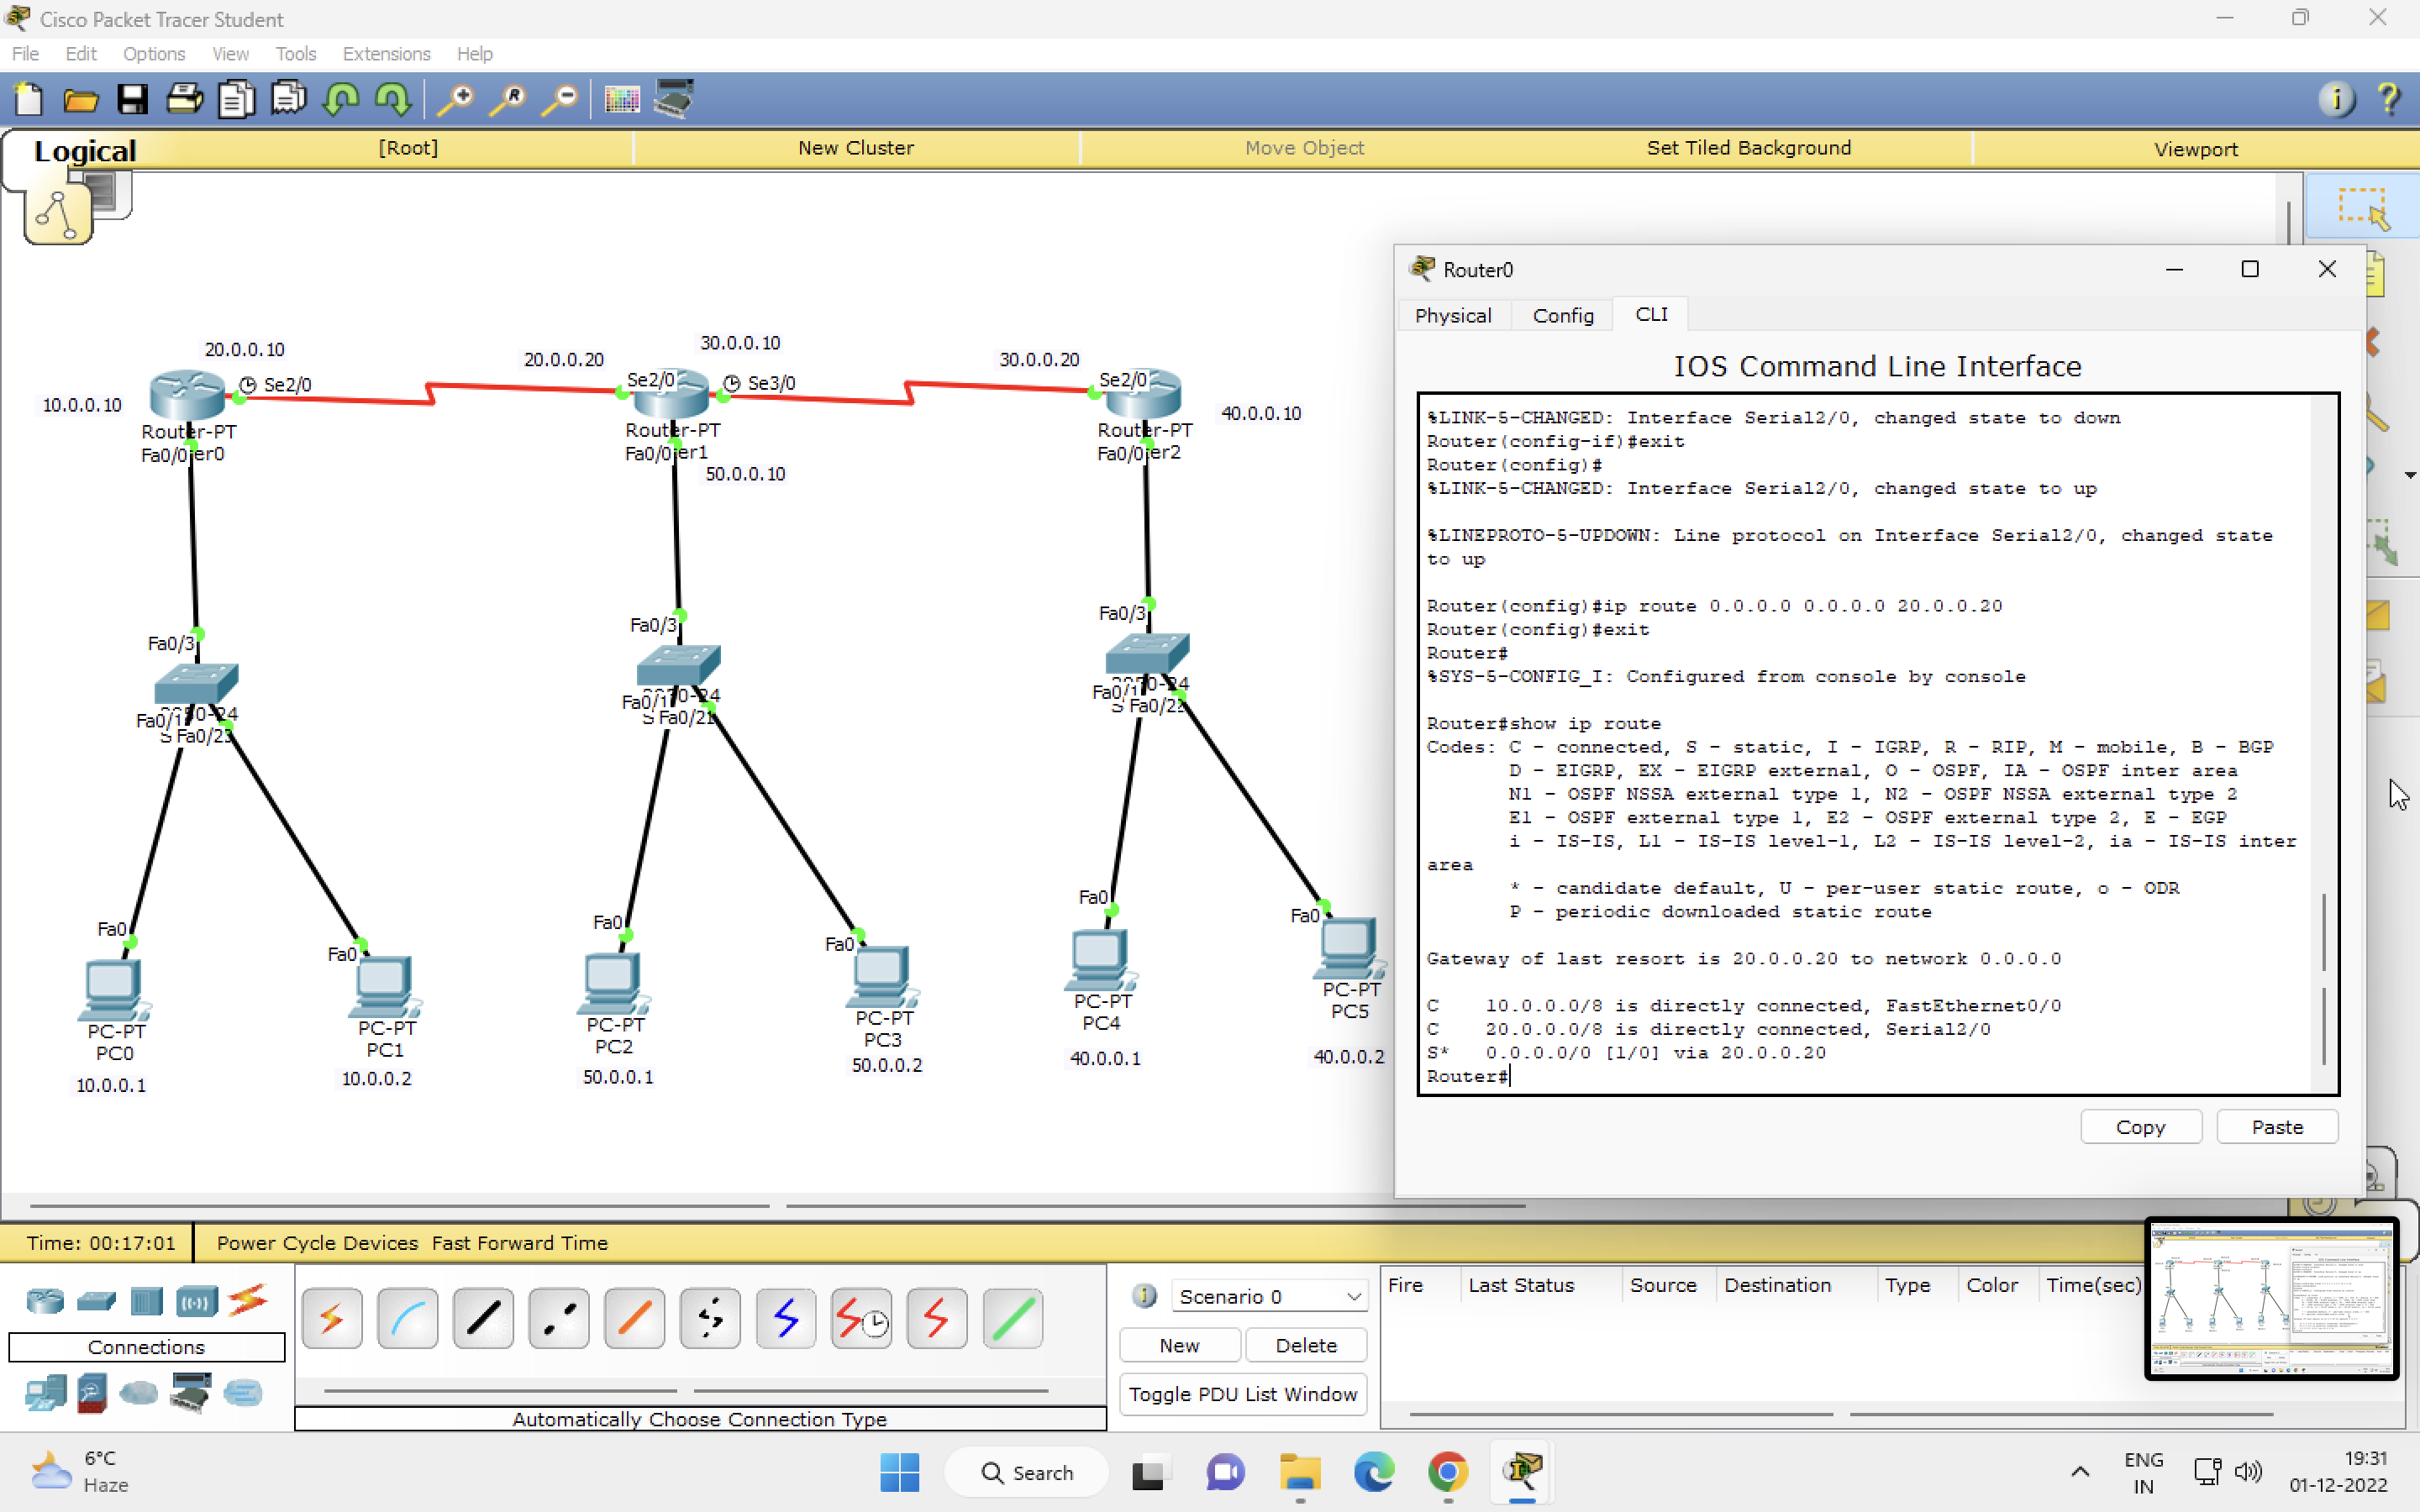 Cisco Packet Tracer Student
File Edit Options View Tools Extensions Help
Logical [Root] New Cluster Move Object Set Tiled Background Viewport
20.0.0.10
20.0.0.20
30.0.0.10
30.0.0.20
Se2/0
Se2/0
Se3/0
Se2/0
10.0.0.10
40.0.0.10
Router-PT
Fa0/0
er0
Router-PT
Fa0/0
er1
50.0.0.10
Router-PT
Fa0/0
er2
Fa0/3
Fa0/3
Fa0/3
Fa0/1
50-24
S Fa0/23
Fa0/1
50-24
S Fa0/21
Fa0/1
50-24
S Fa0/22
Fa0
Fa0
Fa0
Fa0
Fa0
Fa0
PC-PT
PC0
10.0.0.1
PC-PT
PC1
10.0.0.2
PC-PT
PC2
50.0.0.1
PC-PT
PC3
50.0.0.2
PC-PT
PC4
40.0.0.1
PC-PT
PC5
40.0.0.2
Router0
Physical Config CLI
IOS Command Line Interface
%LINK-5-CHANGED: Interface Serial2/0, changed state to down
Router(config-if)#exit
Router(config)#
%LINK-5-CHANGED: Interface Serial2/0, changed state to up
%LINEPROTO-5-UPDOWN: Line protocol on Interface Serial2/0, changed state
to up
Router(config)#ip route 0.0.0.0 0.0.0.0 20.0.0.20
Router(config)#exit
Router#
%SYS-5-CONFIG_I: Configured from console by console
Router#show ip route
Codes: C - connected, S - static, I - IGRP, R - RIP, M - mobile, B - BGP
D - EIGRP, EX - EIGRP external, O - OSPF, IA - OSPF inter area
N1 - OSPF NSSA external type 1, N2 - OSPF NSSA external type 2
E1 - OSPF external type 1, E2 - OSPF external type 2, E - EGP
i - IS-IS, L1 - IS-IS level-1, L2 - IS-IS level-2, ia - IS-IS inter
area
* - candidate default, U - per-user static route, o - ODR
P - periodic downloaded static route
Gateway of last resort is 20.0.0.20 to network 0.0.0.0
C 10.0.0.0/8 is directly connected, FastEthernet0/0
C 20.0.0.0/8 is directly connected, Serial2/0
S* 0.0.0.0/0 [1/0] via 20.0.0.20
Router#
Copy Paste
Time: 00:17:01 Power Cycle Devices Fast Forward Time
Connections
Automatically Choose Connection Type
Scenario 0
New Delete
Toggle PDU List Window
Fire Last Status Source Destination Type Color Time(sec)
6°C
Haze
Search
ENG
IN
19:31
01-12-2022